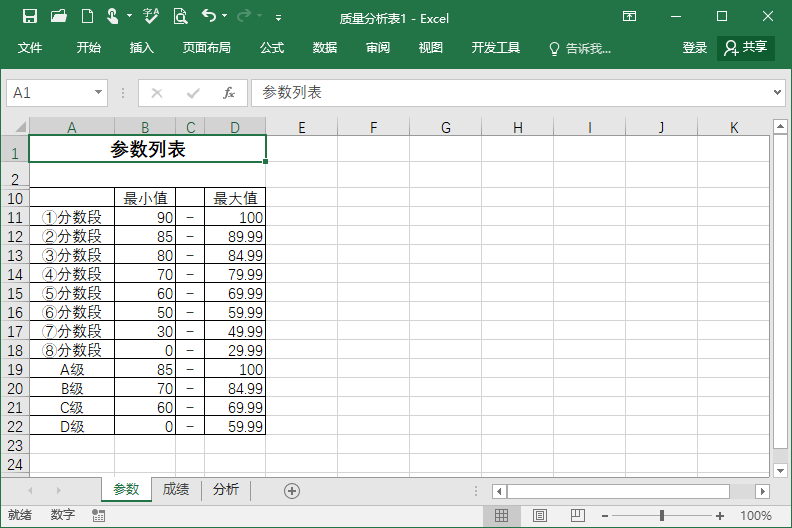 质量分析表1 - Excel
文件 开始 插入 页面布局 公式 数据 审阅 视图 开发工具 告诉我... 登录 共享
A1 fx 参数列表
A B C D E F G H I J K
1 参数列表
2
10 最小值 最大值
11 ①分数段 90 － 100
12 ②分数段 85 － 89.99
13 ③分数段 80 － 84.99
14 ④分数段 70 － 79.99
15 ⑤分数段 60 － 69.99
16 ⑥分数段 50 － 59.99
17 ⑦分数段 30 － 49.99
18 ⑧分数段 0 － 29.99
19 A级 85 － 100
20 B级 70 － 84.99
21 C级 60 － 69.99
22 D级 0 － 59.99
23
24
参数 成绩 分析
就绪 数字 100%